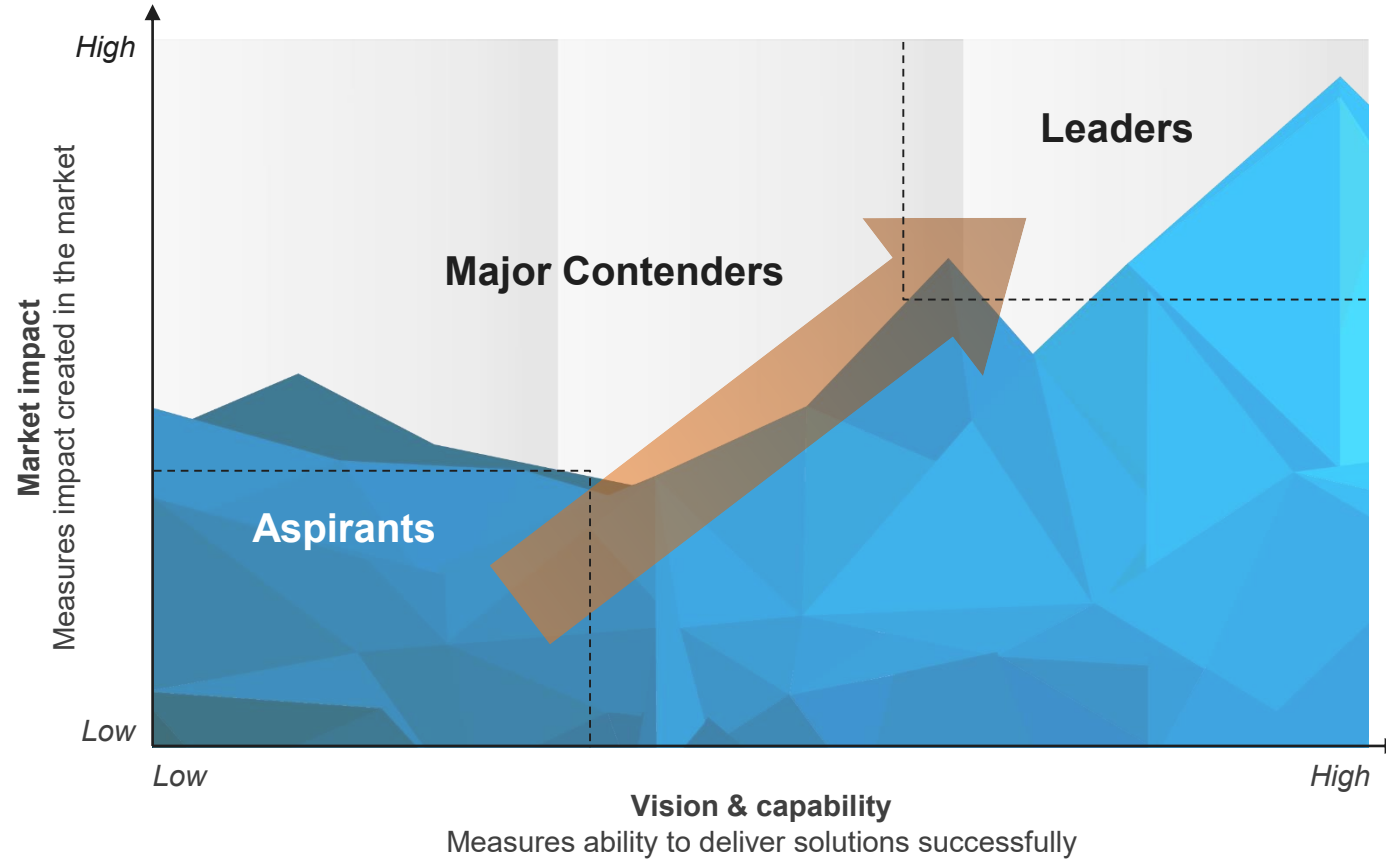 High
Leaders
Major Contenders
Market impact
Measures impact created in the market
Aspirants
Low
Low
High
Vision & capability
Measures ability to deliver solutions successfully